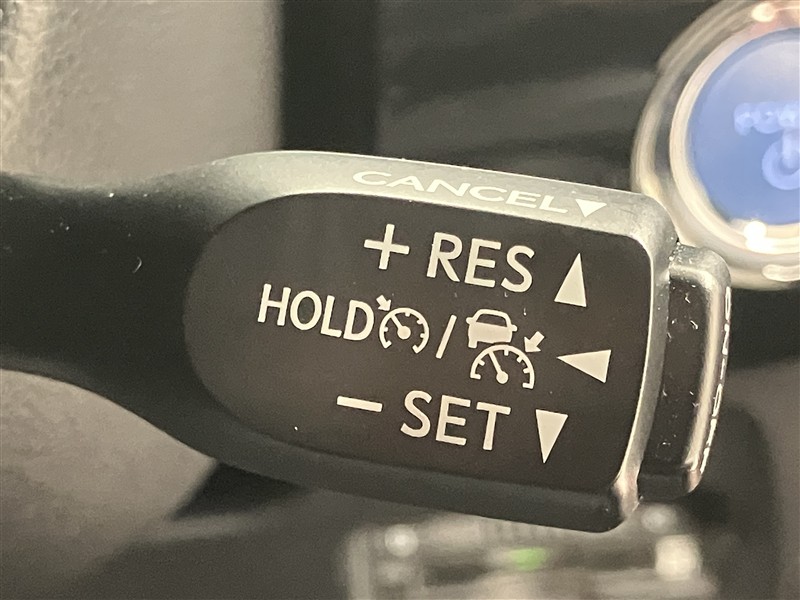 CANCEL▼
+ RES ▲
HOLD / ◀
− SET ▼